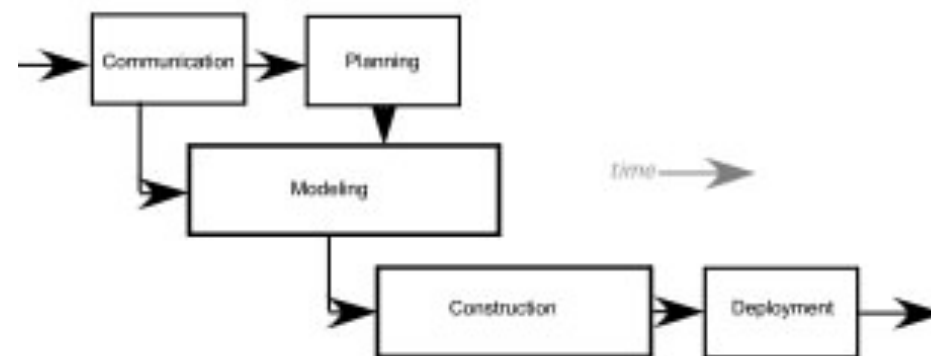 Communication
Planning
Modeling
time
Construction
Deployment